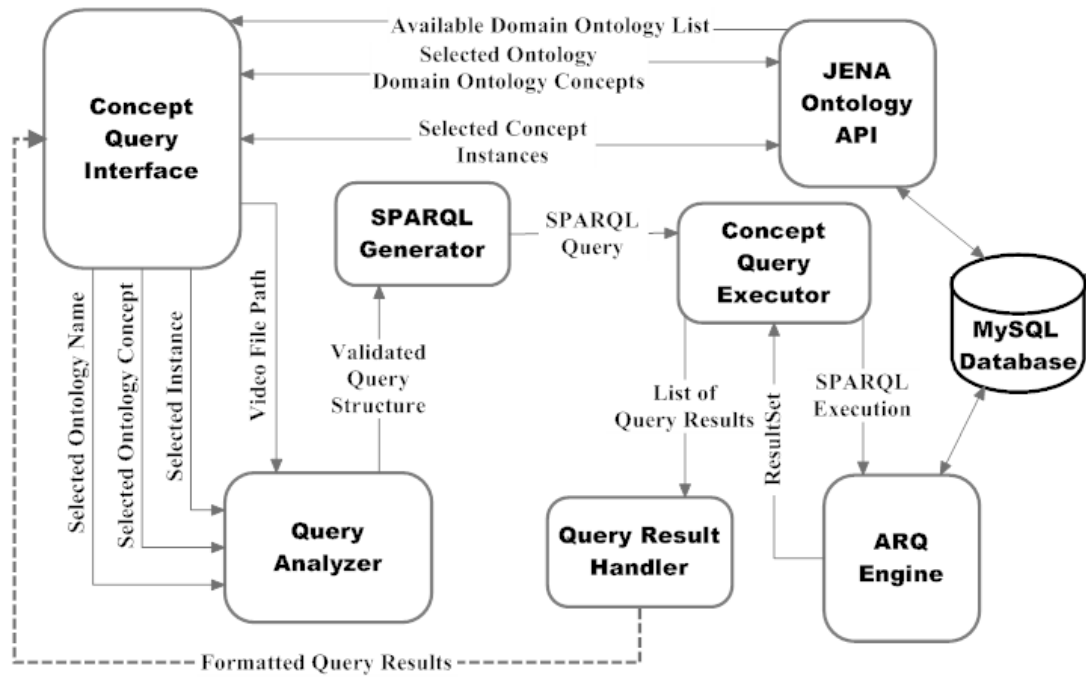 Available Domain Ontology List
Selected Ontology
Domain Ontology Concepts
JENA
Ontology
API
Concept
Query
Interface
Selected Concept
Instances
SPARQL
Generator
SPARQL
Query
Concept
Query
Executor
MySQL
Database
Selected Ontology Name
Selected Ontology Concept
Selected Instance
Video File Path
Validated
Query
Structure
List of
Query Results
ResultSet
SPARQL
Execution
Query
Analyzer
Query Result
Handler
ARQ
Engine
Formatted Query Results